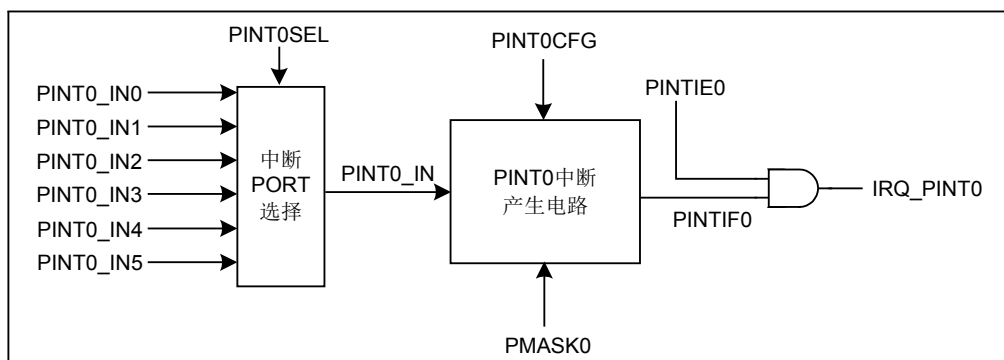 PINT0SEL
PINT0CFG
PINTIE0
PINT0_IN0
PINT0_IN1
PINT0_IN2
PINT0_IN3
PINT0_IN4
PINT0_IN5
中断
PORT
选择
PINT0_IN
PINT0中断
产生电路
PINTIF0
IRQ_PINT0
PMASK0